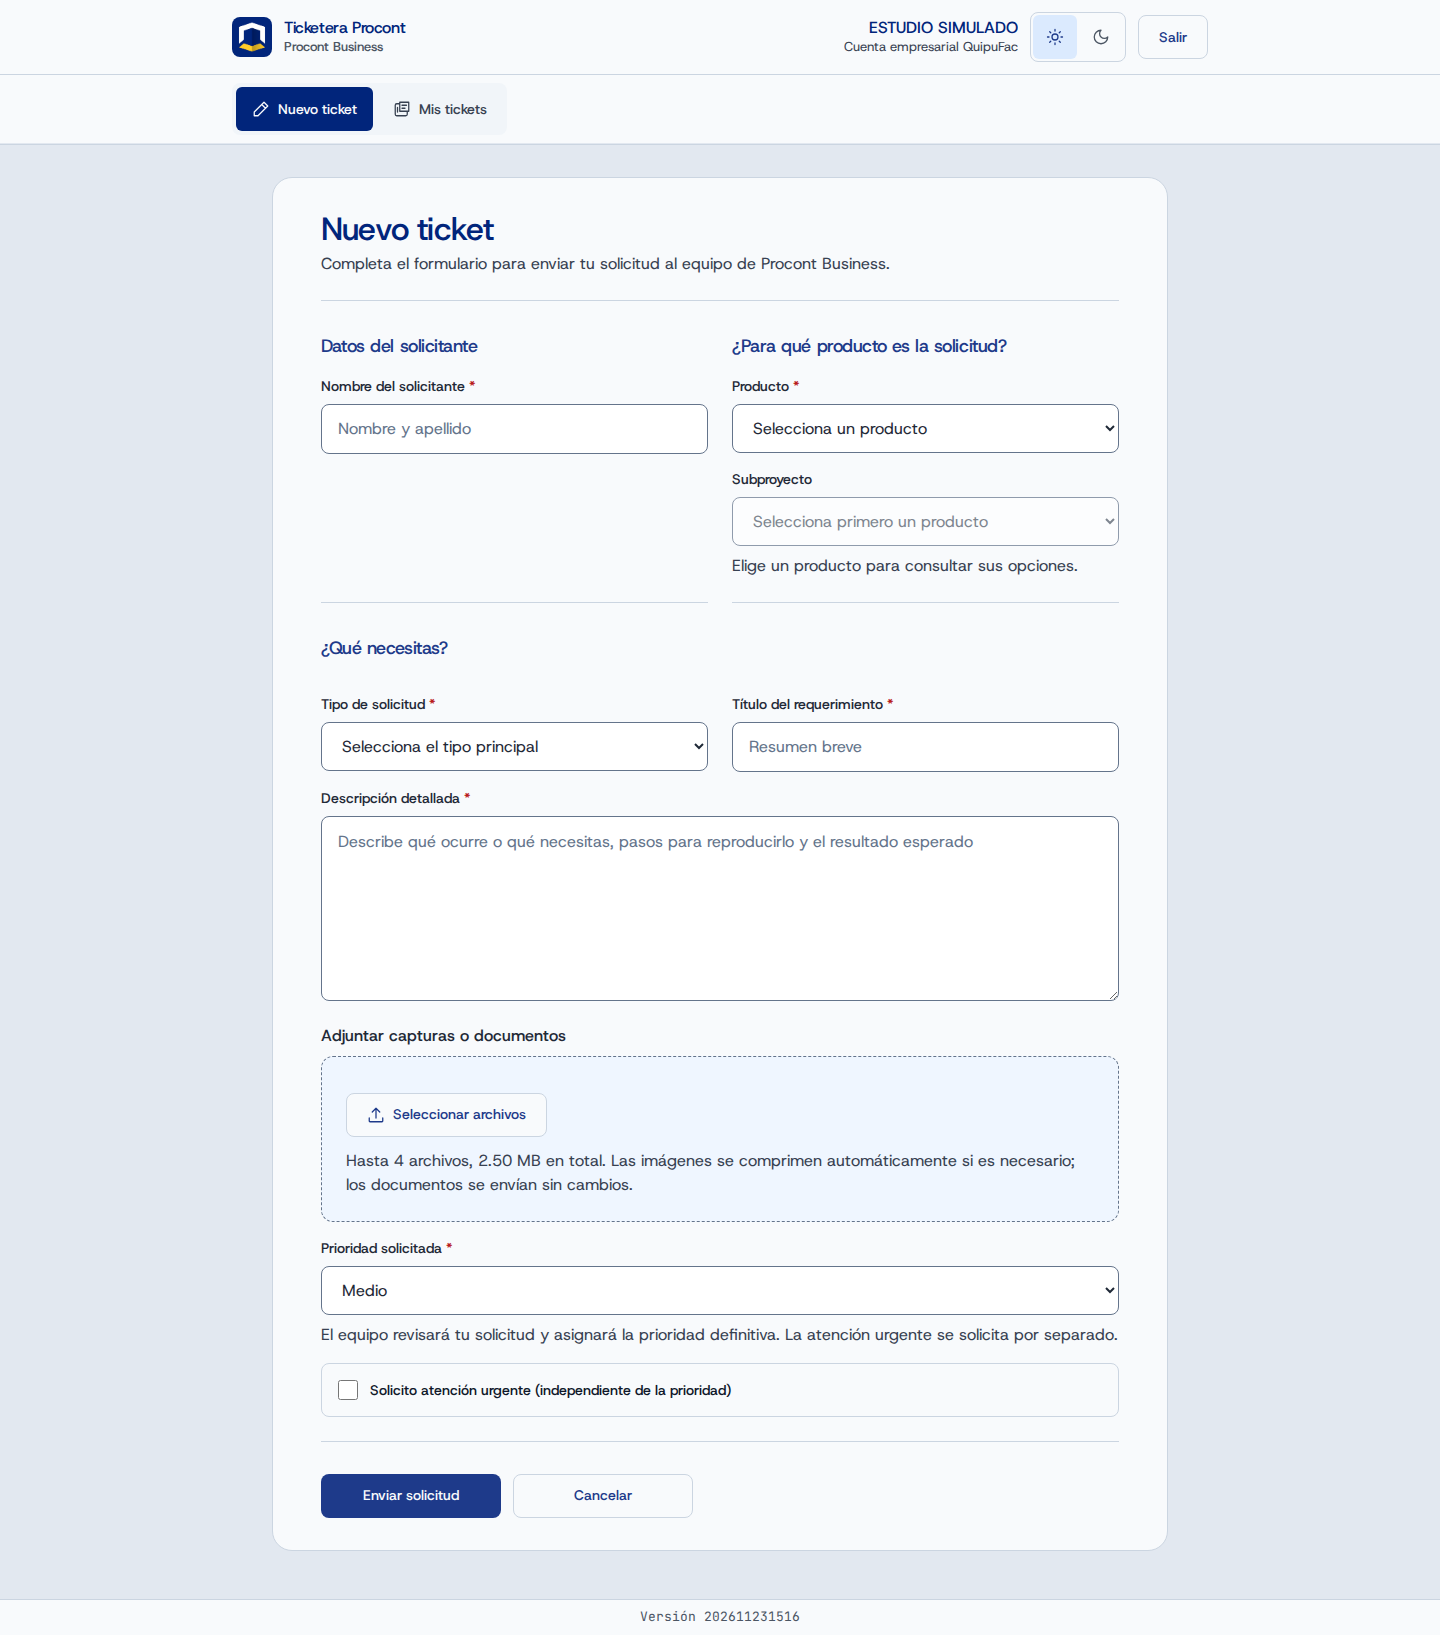 Ticketera Procont
Procont Business
ESTUDIO SIMULADO
Cuenta empresarial QuipuFac
Salir
Nuevo ticket
Mis tickets
Nuevo ticket
Completa el formulario para enviar tu solicitud al equipo de Procont Business.
Datos del solicitante
Nombre del solicitante *
Nombre y apellido
¿Para qué producto es la solicitud?
Producto *
Selecciona un producto
Subproyecto
Selecciona primero un producto
Elige un producto para consultar sus opciones.
¿Qué necesitas?
Tipo de solicitud *
Selecciona el tipo principal
Título del requerimiento *
Resumen breve
Descripción detallada *
Describe qué ocurre o qué necesitas, pasos para reproducirlo y el resultado esperado
Adjuntar capturas o documentos
Seleccionar archivos
Hasta 4 archivos, 2.50 MB en total. Las imágenes se comprimen automáticamente si es necesario;
los documentos se envían sin cambios.
Prioridad solicitada *
Medio
El equipo revisará tu solicitud y asignará la prioridad definitiva. La atención urgente se solicita por separado.
Solicito atención urgente (independiente de la prioridad)
Enviar solicitud
Cancelar
Versión 202611231516